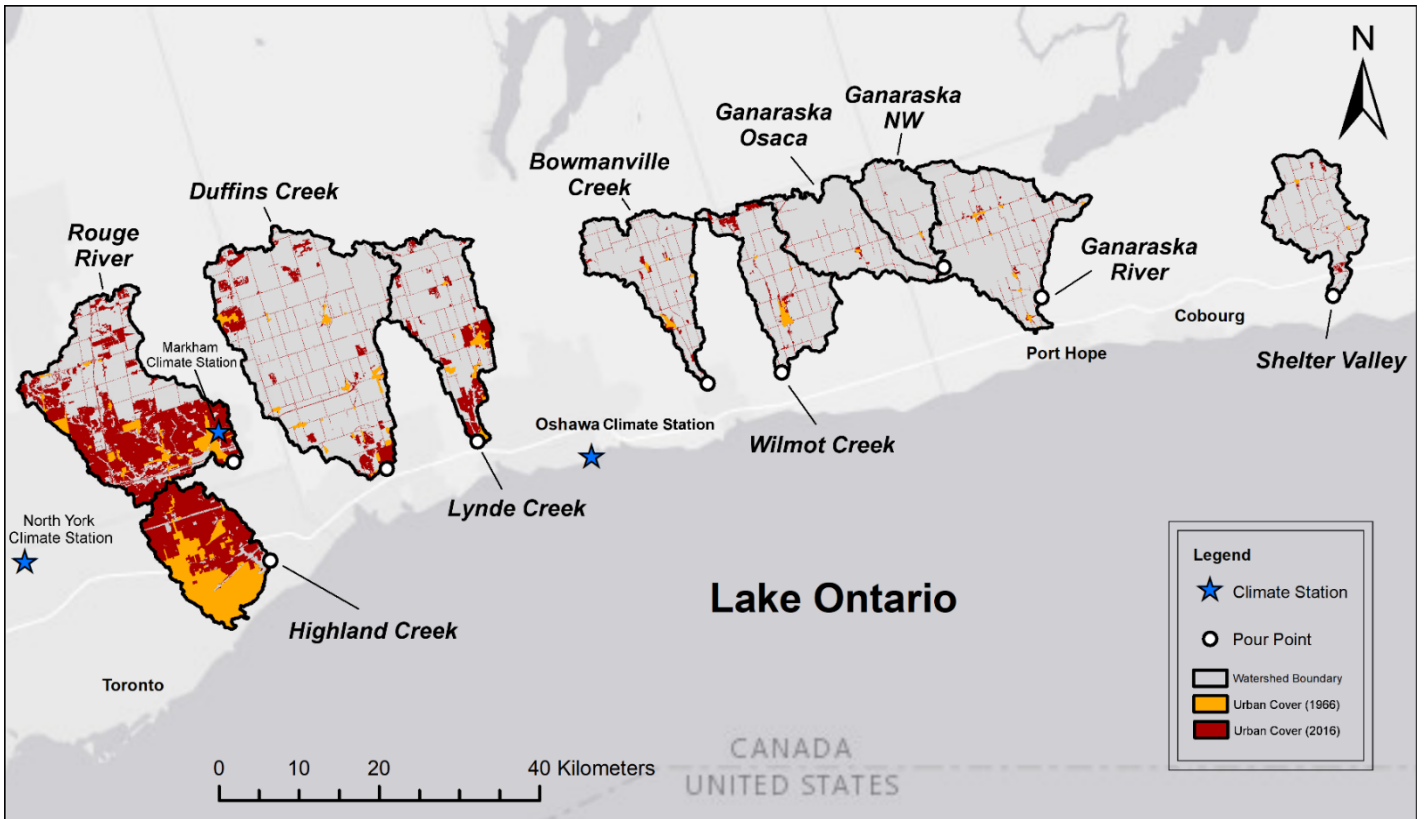 N
Ganaraska
NW
Ganaraska
Osaca
Bowmanville
Creek
Duffins Creek
Rouge
River
Markham
Climate Station
Ganaraska
River
Cobourg
Port Hope
Shelter Valley
Oshawa Climate Station
Wilmot Creek
Lynde Creek
North York
Climate Station
Highland Creek
Lake Ontario
Toronto
Legend
Climate Station
Pour Point
Watershed Boundary
Urban Cover (1966)
Urban Cover (2016)
0 10 20 40 Kilometers
CANADA
UNITED STATES